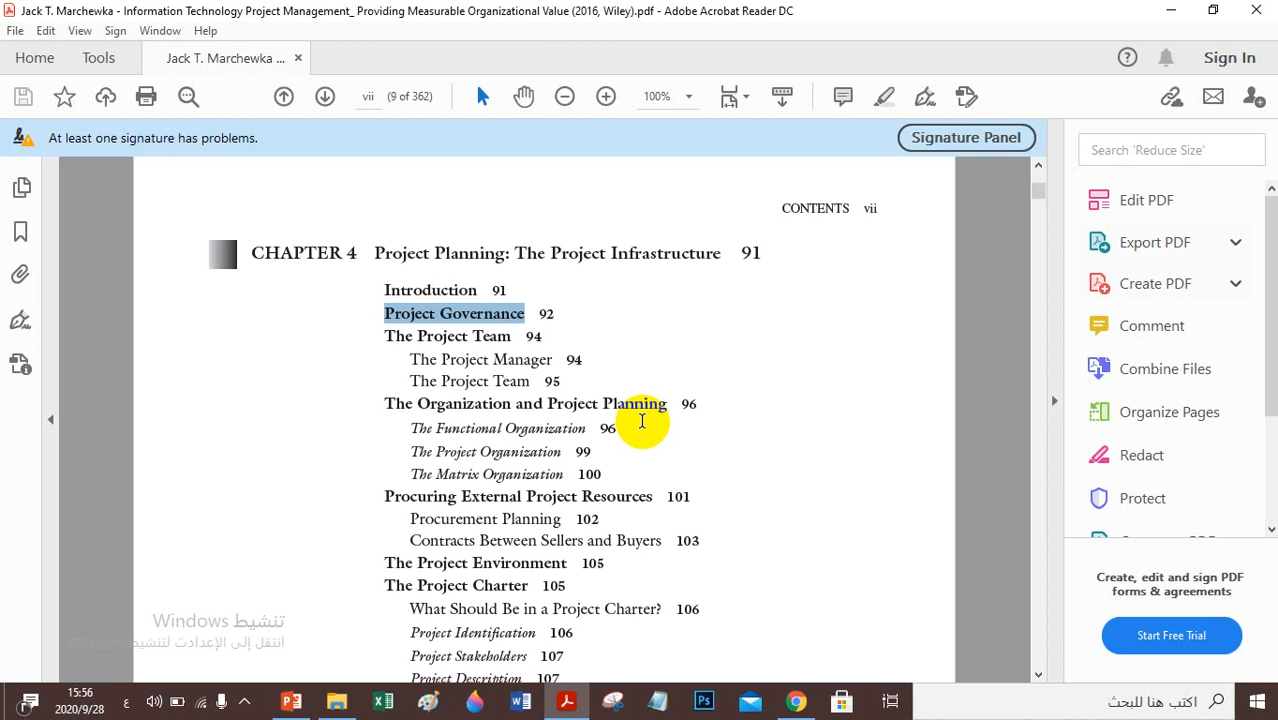 Jack T. Marchewka - Information Technology Project Management_ Providing Measurable Organizational Value (2016, Wiley).pdf - Adobe Acrobat Reader DC
File Edit View Sign Window Help
Home Tools Jack T. Marchewka ... × Sign In
vii (9 of 362) 100%
At least one signature has problems. Signature Panel
Search 'Reduce Size'
CONTENTS vii
CHAPTER 4 Project Planning: The Project Infrastructure 91
Introduction 91
Project Governance 92
The Project Team 94
The Project Manager 94
The Project Team 95
The Organization and Project Planning 96
The Functional Organization 96
The Project Organization 99
The Matrix Organization 100
Procuring External Project Resources 101
Procurement Planning 102
Contracts Between Sellers and Buyers 103
The Project Environment 105
The Project Charter 105
What Should Be in a Project Charter? 106
Project Identification 106
Project Stakeholders 107
Project Description 107
Edit PDF
Export PDF
Create PDF
Comment
Combine Files
Organize Pages
Redact
Protect
Create, edit and sign PDF
forms & agreements
Start Free Trial
تنشيط Windows
انتقل إلى الإعدادات لتنشيط Windows
15:56
2020/9/28
ع
اكتب هنا للبحث